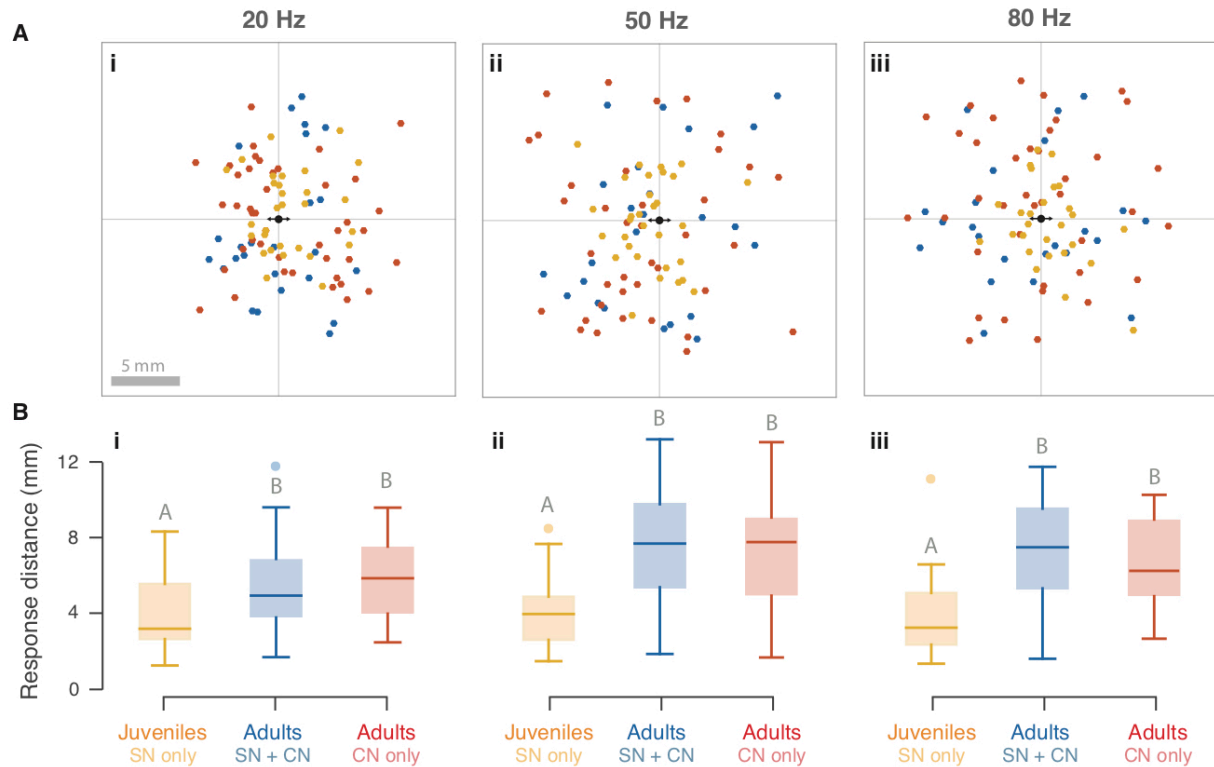 20 Hz 50 Hz 80 Hz
A
i ii iii
5 mm
B
i ii iii
Response distance (mm)
12
8
4
0
A B B
A B B
A B B
Juveniles Adults Adults Juveniles Adults Adults Juveniles Adults Adults
SN only SN + CN CN only SN only SN + CN CN only SN only SN + CN CN only